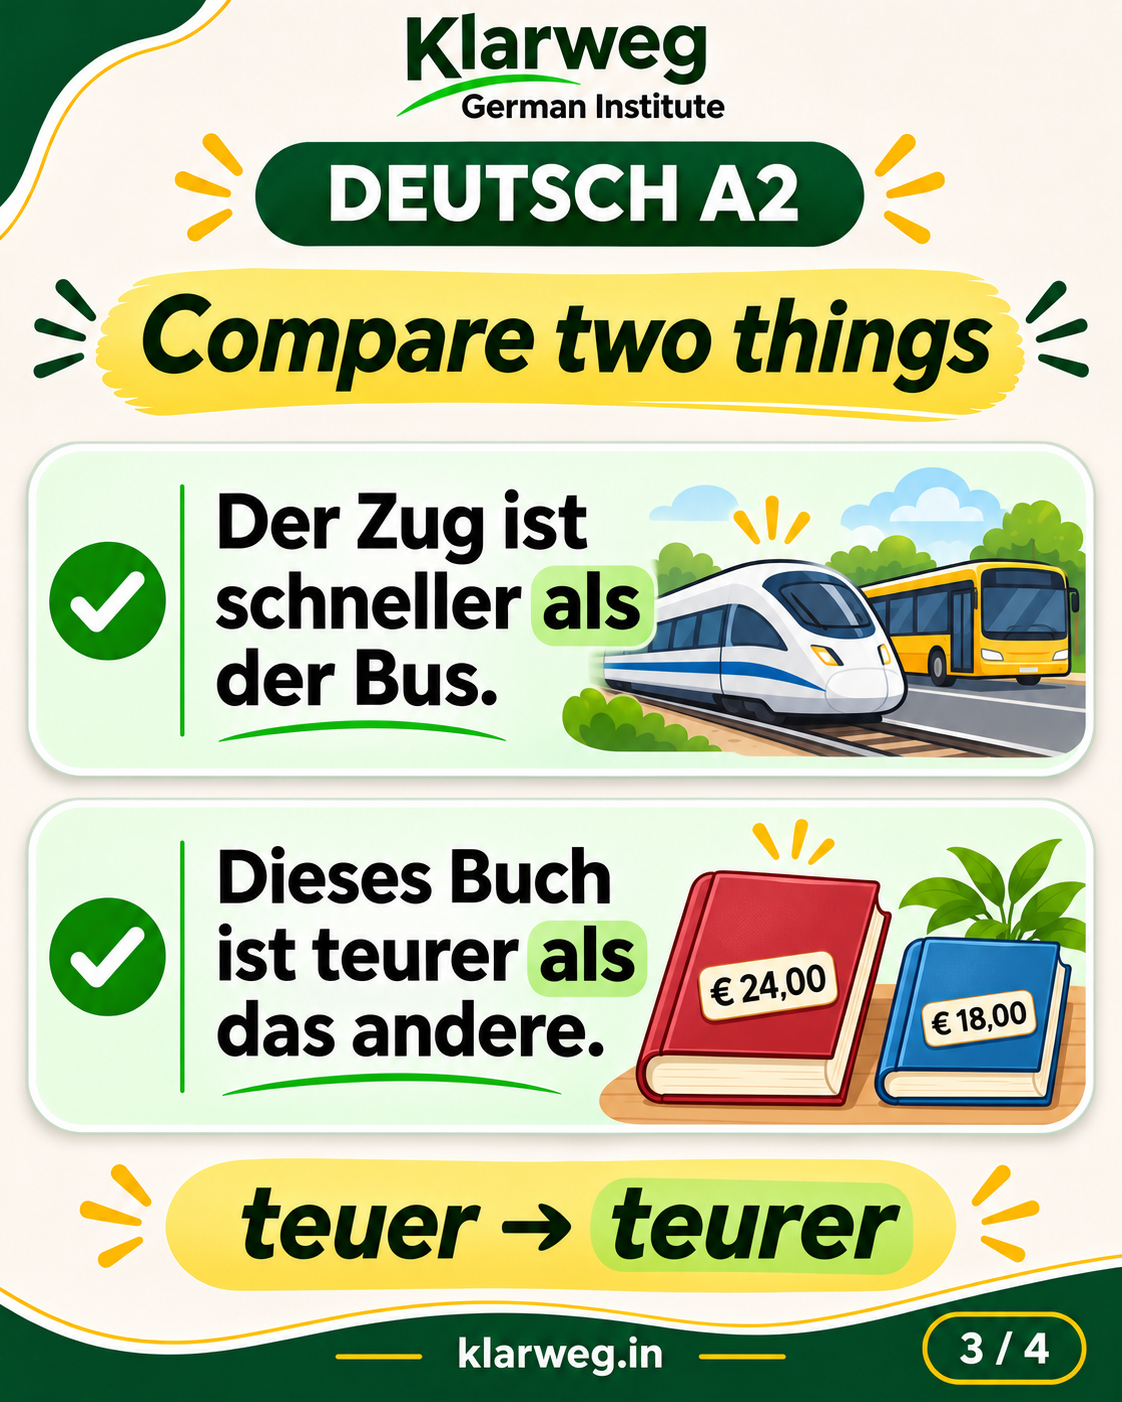 Klarweg
German Institute
DEUTSCH A2
Compare two things
Der Zug ist
schneller als
der Bus.
Dieses Buch
ist teurer als
das andere.
€ 24,00
€ 18,00
teuer → teurer
klarweg.in
3 / 4